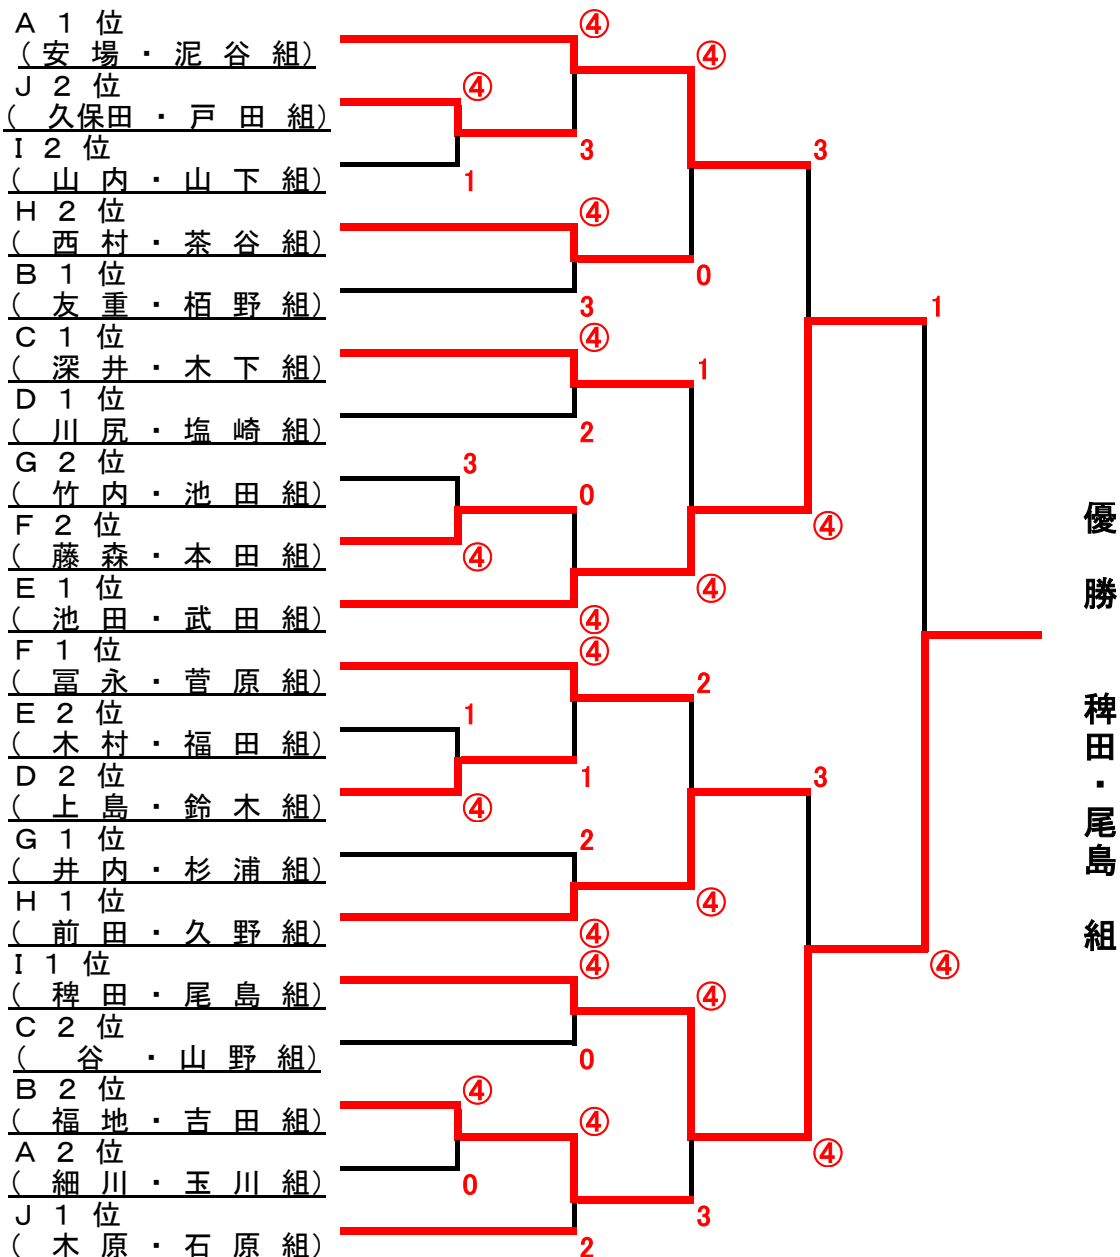 A 1 位
④
(安 場 ・ 泥 谷 組)
④
J 2 位
④
( 久保田 ・ 戸 田 組)
3
3
I 2 位
1
( 山 内 ・ 山 下 組)
H 2 位
④
( 西 村 ・ 茶 谷 組)
0
B 1 位
3
( 友 重 ・ 栢 野 組)
1
C 1 位
④
( 深 井 ・ 木 下 組)
1
D 1 位
2
( 川 尻 ・ 塩 崎 組)
G 2 位
3
( 竹 内 ・ 池 田 組)
0
F 2 位
④
( 藤 森 ・ 本 田 組)
④
E 1 位
④
( 池 田 ・ 武 田 組)
④
F 1 位
④
( 冨 永 ・ 菅 原 組)
2
E 2 位
1
( 木 村 ・ 福 田 組)
D 2 位
1
3
( 上 島 ・ 鈴 木 組)
④
G 1 位
2
( 井 内 ・ 杉 浦 組)
H 1 位
④
( 前 田 ・ 久 野 組)
④
I 1 位
④
④
( 稗 田 ・ 尾 島 組)
④
C 2 位
0
( 谷 ・ 山 野 組)
B 2 位
④
( 福 地 ・ 吉 田 組)
④
A 2 位
④
( 細 川 ・ 玉 川 組)
0
J 1 位
3
( 木 原 ・ 石 原 組)
2
優 勝 稗田・尾島 組